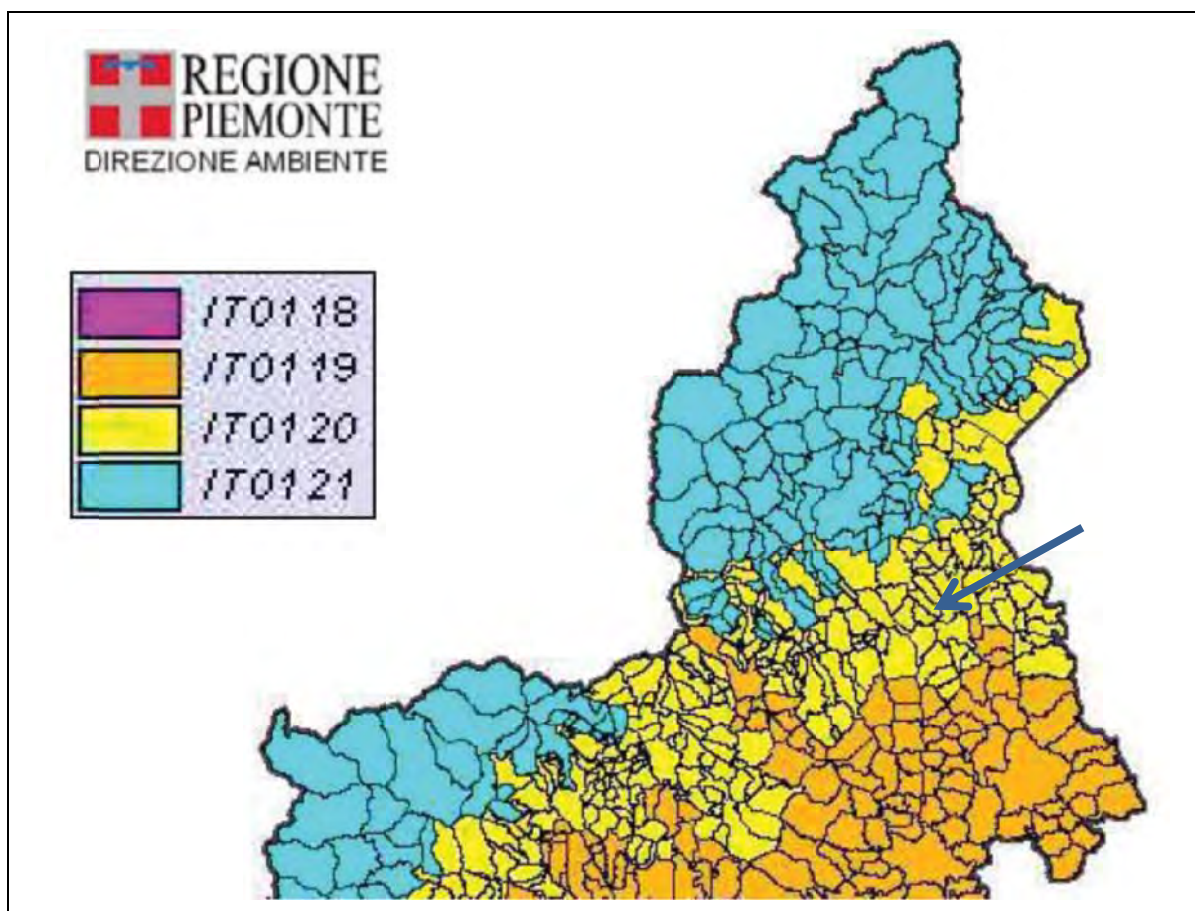 REGIONE
PIEMONTE
DIREZIONE AMBIENTE
IT0118
IT0119
IT0120
IT0121